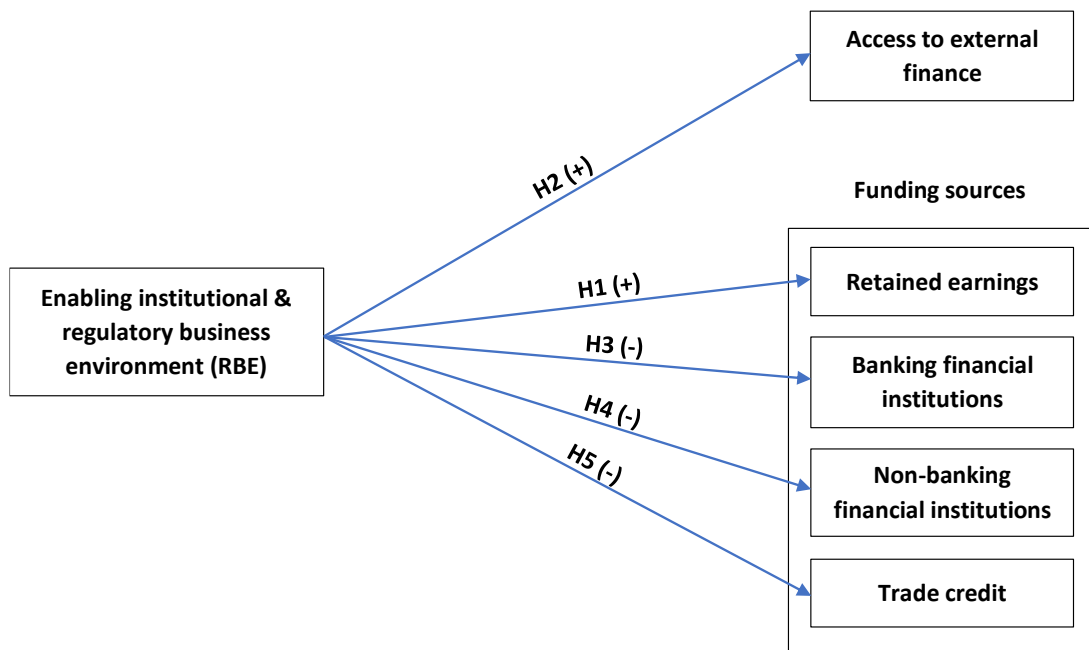 Access to external
finance
H2 (+)
Funding sources
Enabling institutional &
regulatory business
environment (RBE)
H1 (+)
Retained earnings
H3 (-)
Banking financial
institutions
H4 (-)
Non-banking
financial institutions
H5 (-)
Trade credit